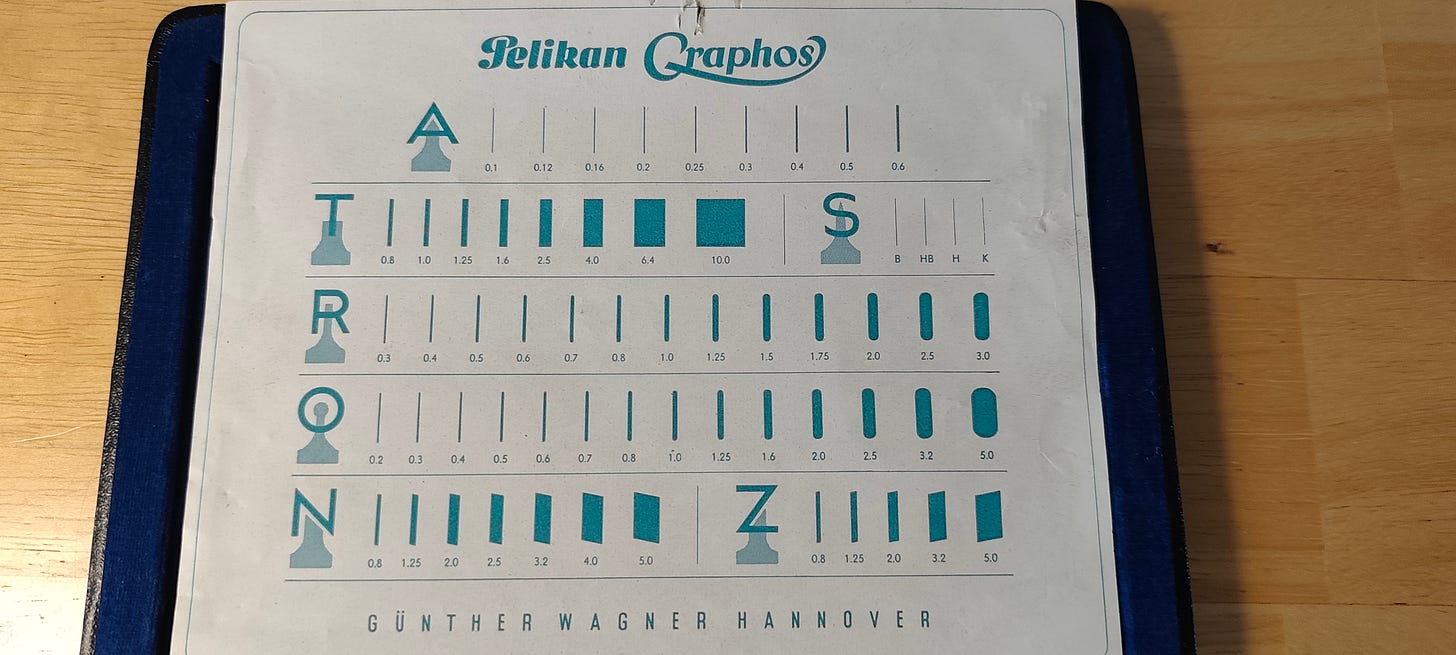 Pelikan Graphos
A 0.1 0.12 0.16 0.2 0.25 0.3 0.4 0.5 0.6
T 0.8 1.0 1.25 1.6 2.5 4.0 6.4 10.0 S B HB H K
R 0.3 0.4 0.5 0.6 0.7 0.8 1.0 1.25 1.5 1.75 2.0 2.5 3.0
O 0.2 0.3 0.4 0.5 0.6 0.7 0.8 1.0 1.25 1.6 2.0 2.5 3.2 5.0
N 0.8 1.25 2.0 2.5 3.2 4.0 5.0 Z 0.8 1.25 2.0 3.2 5.0
GÜNTHER WAGNER HANNOVER